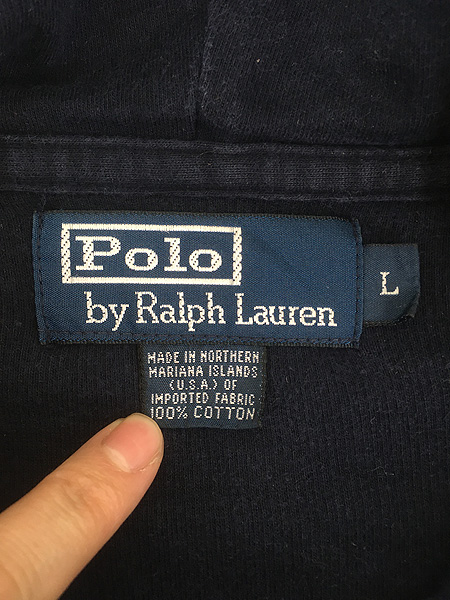 Polo
by Ralph Lauren
L
MADE IN NORTHERN
MARIANA ISLANDS
(U.S.A.) OF
IMPORTED FABRIC
100% COTTON